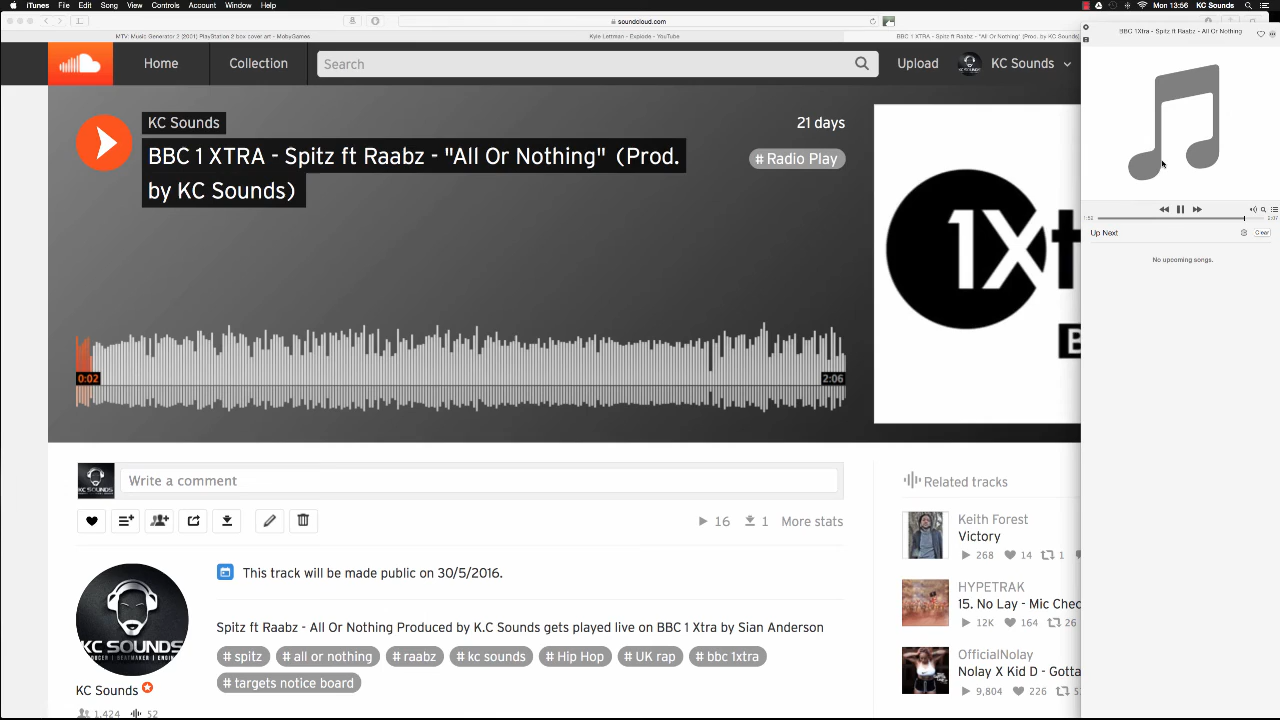 iTunes File Edit Song View Controls Account Window Help
Mon 13:56 KC Sounds
soundcloud.com
MTV: Music Generator 2 (2001) PlayStation 2 box cover art - MobyGames
Kyle Lettman - Explode - YouTube
BBC 1 XTRA - Spitz ft Raabz - "All Or Nothing" (Prod. by KC Sounds)
BBC 1Xtra - Spitz ft Raabz - All Or Nothing
Home Collection Search Upload KC Sounds
KC Sounds
21 days
BBC 1 XTRA - Spitz ft Raabz - "All Or Nothing" (Prod.
by KC Sounds)
# Radio Play
1Xt
B
0:02
2:06
2:07
Up Next Clear
No upcoming songs.
KC SOUNDS
Write a comment
16 1 More stats
This track will be made public on 30/5/2016.
Spitz ft Raabz - All Or Nothing Produced by K.C Sounds gets played live on BBC 1 Xtra by Sian Anderson
# spitz # all or nothing # raabz # kc sounds # Hip Hop # UK rap # bbc 1xtra
# targets notice board
KC SOUNDS
KC Sounds
1,424 52
Related tracks
Keith Forest
Victory
268 14 1
HYPETRAK
15. No Lay - Mic Chec
12K 164 26
OfficialNolay
Nolay X Kid D - Gotta
9,804 226